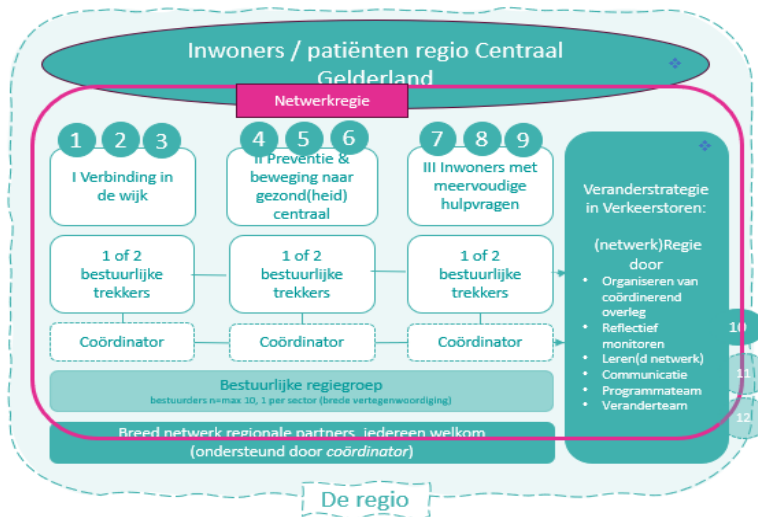 Inwoners / patiënten regio Centraal
Gelderland
Netwerkregie
1 2 3
4 5 6
7 8 9
I Verbinding in
de wijk
II Preventie &
beweging naar
gezond(heid)
centraal
III Inwoners met
meervoudige
hulpvragen
1 of 2
bestuurlijke
trekkers
1 of 2
bestuurlijke
trekkers
1 of 2
bestuurlijke
trekkers
Coördinator
Coördinator
Coördinator
Bestuurlijke regiegroep
bestuurders n=max 10, 1 per sector (brede vertegenwoordiging)
Breed netwerk regionale partners, iedereen welkom
(ondersteund door coördinator)
Veranderstrategie
in Verkeerstoren:
(netwerk)Regie
door
• Organiseren van
coördinerend
overleg
• Reflectief
monitoren
• Leren(d netwerk)
• Communicatie
• Programmateam
• Veranderteam
10
11
12
De regio